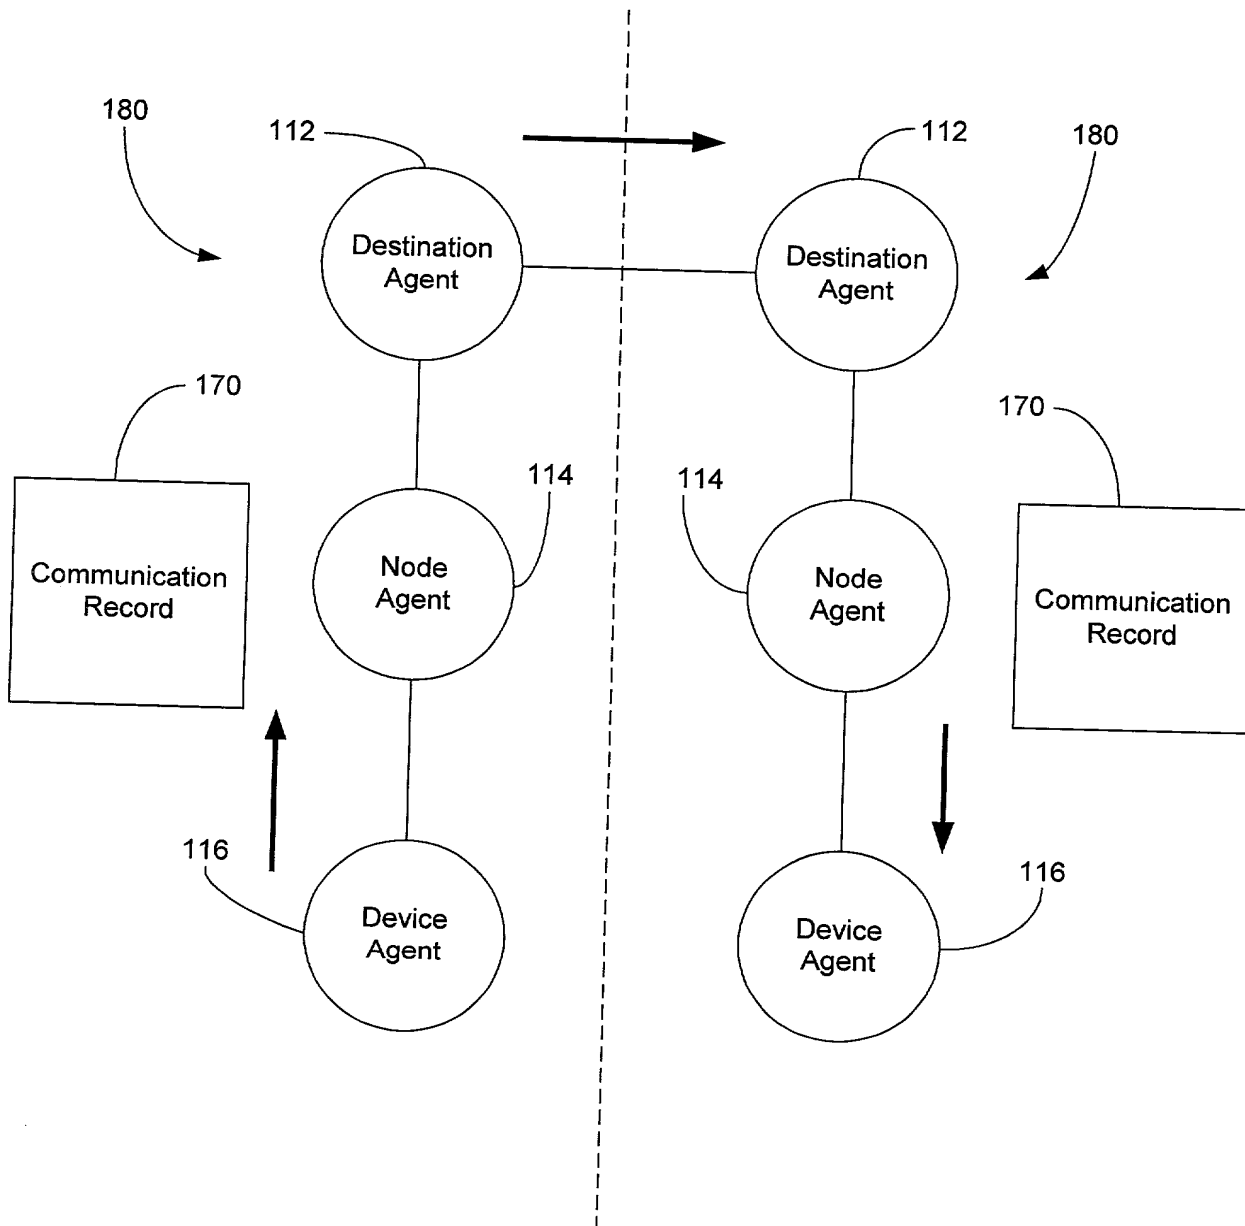 180
112
112
180
Destination
Agent
Destination
Agent
170
170
114
114
Communication
Record
Node
Agent
Node
Agent
Communication
Record
116
116
Device
Agent
Device
Agent